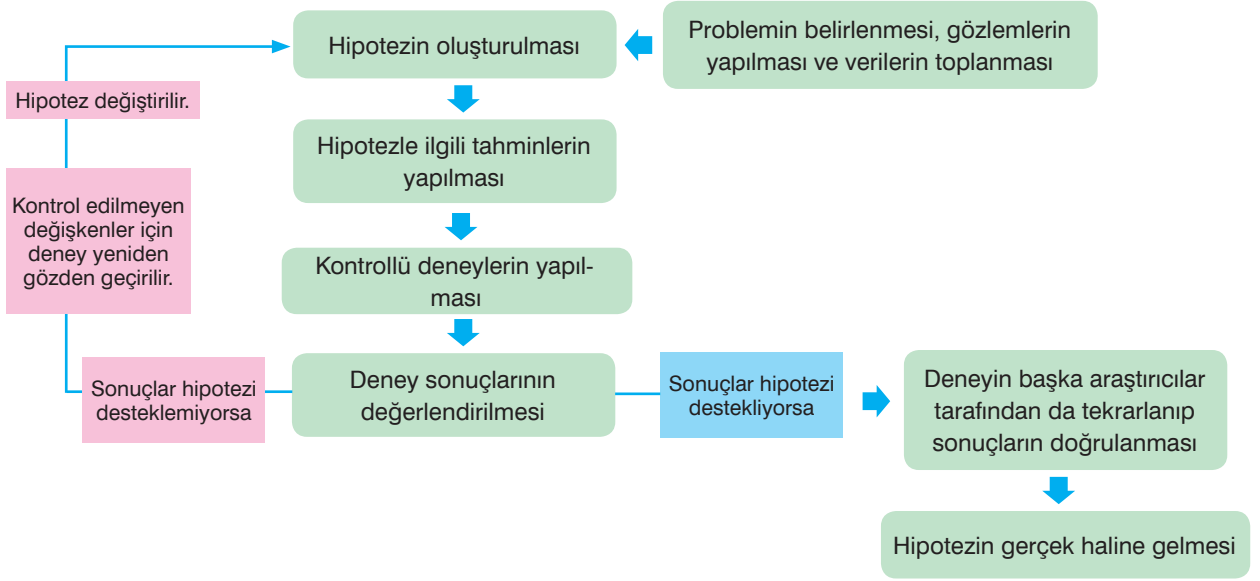 Problemin belirlenmesi, gözlemlerin
yapılması ve verilerin toplanması
Hipotezin oluşturulması
Hipotezle ilgili tahminlerin
yapılması
Kontrollü deneylerin yapıl-
ması
Deney sonuçlarının
değerlendirilmesi
Sonuçlar hipotezi
desteklemiyorsa
Kontrol edilmeyen
değişkenler için
deney yeniden
gözden geçirilir.
Hipotez değiştirilir.
Sonuçlar hipotezi
destekliyorsa
Deneyin başka araştırıcılar
tarafından da tekrarlanıp
sonuçların doğrulanması
Hipotezin gerçek haline gelmesi